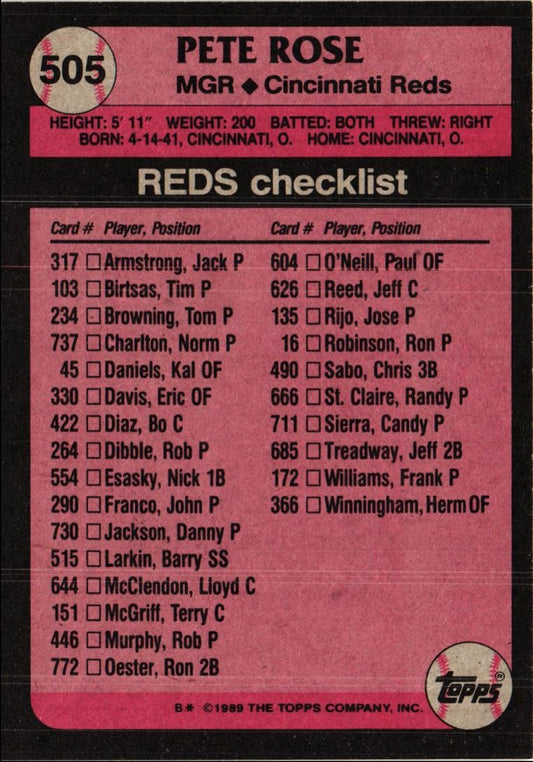 505
PETE ROSE
MGR ◆ Cincinnati Reds
HEIGHT: 5' 11" WEIGHT: 200 BATTED: BOTH THREW: RIGHT
BORN: 4-14-41, CINCINNATI, O. HOME: CINCINNATI, O.
REDS checklist
Card # Player, Position
317 □ Armstrong, Jack P
103 □ Birtsas, Tim P
234 □ Browning, Tom P
737 □ Charlton, Norm P
45 □ Daniels, Kal OF
330 □ Davis, Eric OF
422 □ Diaz, Bo C
264 □ Dibble, Rob P
554 □ Esasky, Nick 1B
290 □ Franco, John P
730 □ Jackson, Danny P
515 □ Larkin, Barry SS
644 □ McClendon, Lloyd C
151 □ McGriff, Terry C
446 □ Murphy, Rob P
772 □ Oester, Ron 2B
Card # Player, Position
604 □ O'Neill, Paul OF
626 □ Reed, Jeff C
135 □ Rijo, Jose P
16 □ Robinson, Ron P
490 □ Sabo, Chris 3B
666 □ St. Claire, Randy P
711 □ Sierra, Candy P
685 □ Treadway, Jeff 2B
172 □ Williams, Frank P
366 □ Winningham, Herm OF
B* ©1989 THE TOPPS COMPANY, INC.
Topps®